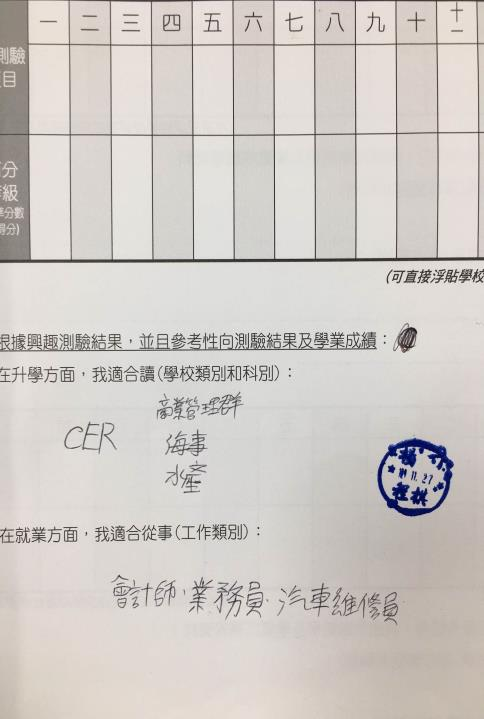 一 二 三 四 五 六 七 八 九 十 十一
測驗
目
分
級
分數
得分)
(可直接浮貼學校
根據興趣測驗結果，並且參考性向測驗結果及學業成績：
在升學方面，我適合讀(學校類別和科別)：
商業管理群
CER 海事
水產
11.27
在就業方面，我適合從事(工作類別)：
會計師、業務員、汽車維修員